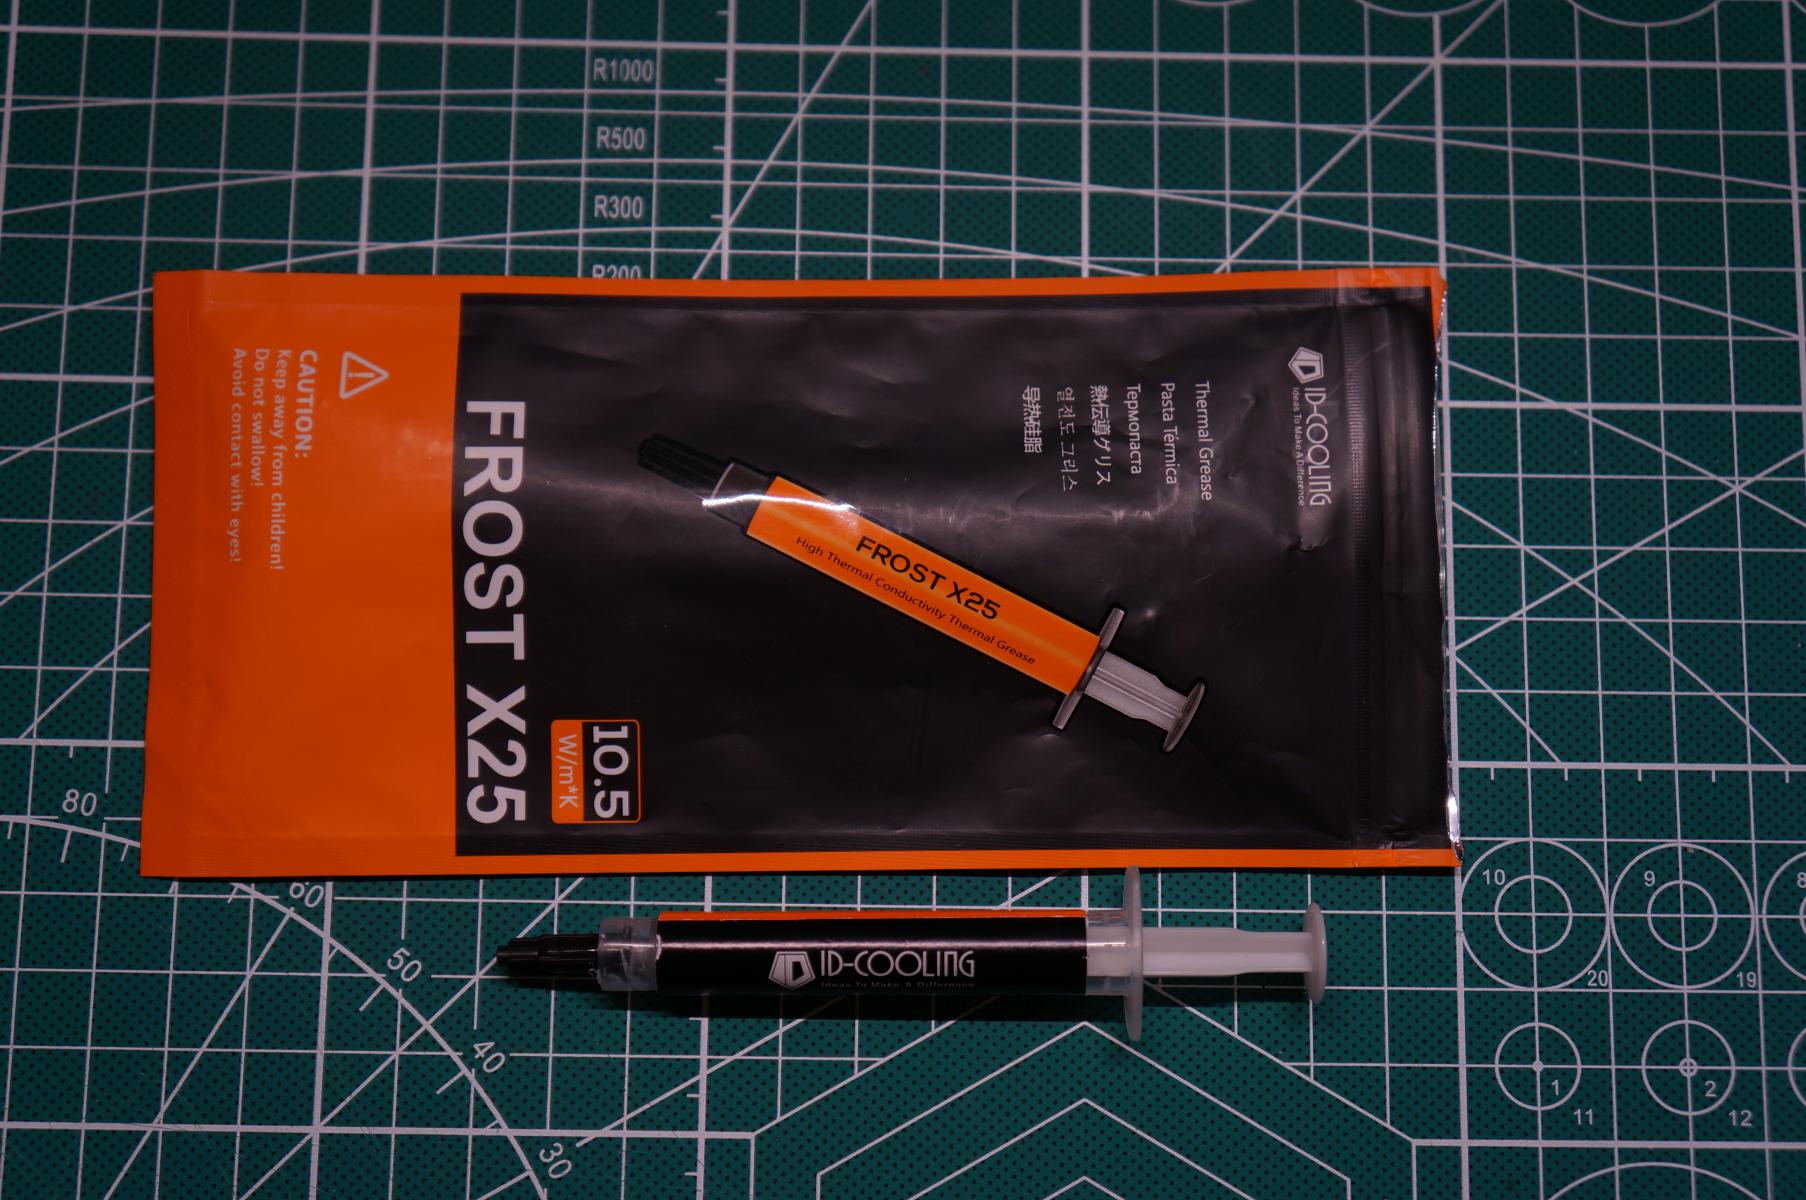 R1000
R500
R300
R200
ID-COOLING
Ideas To Make A Difference
Thermal Grease
Pasta Térmica
Термопаста
熱伝導グリス
열전도 그리스
导热硅脂
FROST X25
High Thermal Conductivity Thermal Grease
10.5
W/m*K
FROST X25
CAUTION:
Keep away from children!
Do not swallow!
Avoid contact with eyes!
ID-COOLING
Ideas To Make A Difference
80
60
50
40
30
10
9
8
20
19
1
2
11
12